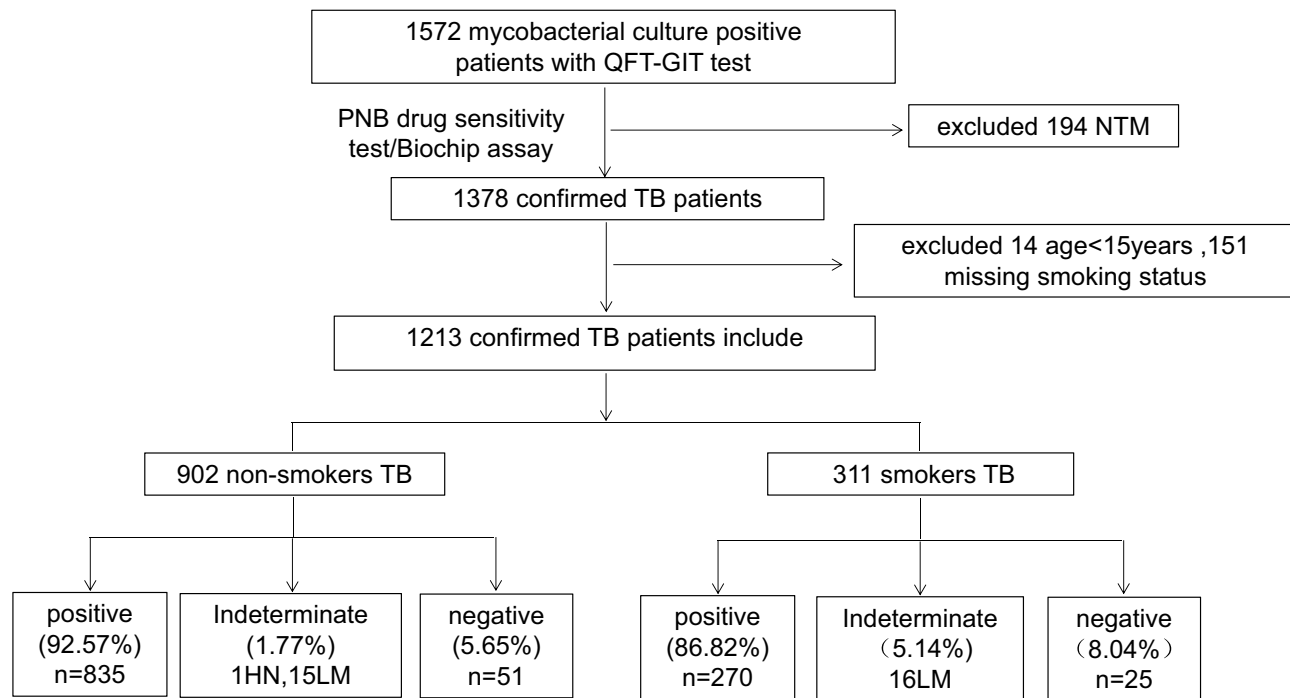 1572 mycobacterial culture positive
patients with QFT-GIT test
PNB drug sensitivity
test/Biochip assay
excluded 194 NTM
1378 confirmed TB patients
excluded 14 age<15years ,151
missing smoking status
1213 confirmed TB patients include
902 non-smokers TB
311 smokers TB
positive
(92.57%)
n=835
Indeterminate
(1.77%)
1HN,15LM
negative
(5.65%)
n=51
positive
(86.82%)
n=270
Indeterminate
（5.14%）
16LM
negative
（8.04%）
n=25